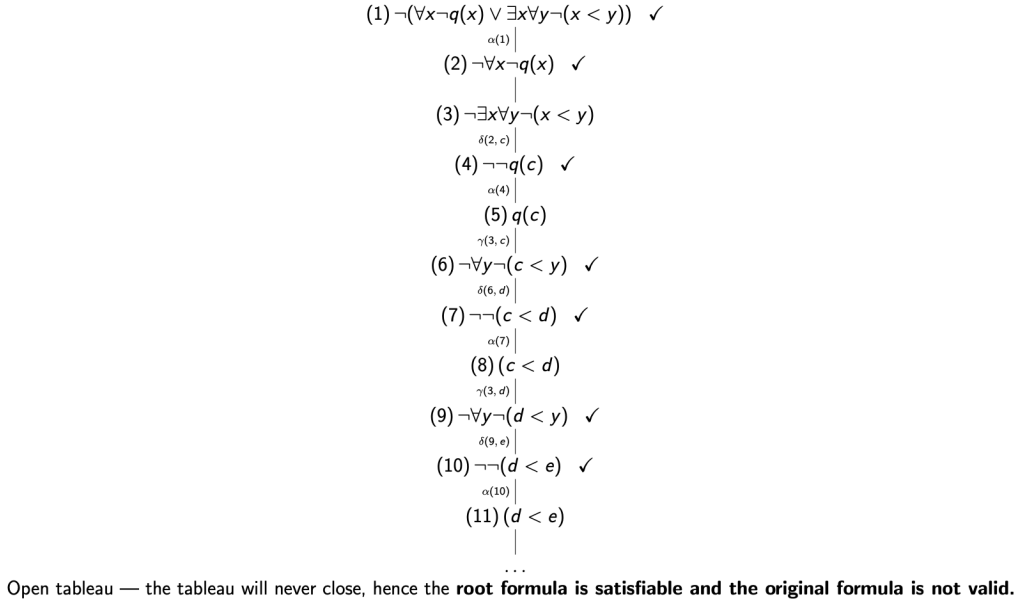 (1) ¬(∀x¬q(x) ∨ ∃x∀y¬(x < y)) ✓
α(1)
(2) ¬∀x¬q(x) ✓
(3) ¬∃x∀y¬(x < y)
δ(2, c)
(4) ¬¬q(c) ✓
α(4)
(5) q(c)
γ(3, c)
(6) ¬∀y¬(c < y) ✓
δ(6, d)
(7) ¬¬(c < d) ✓
α(7)
(8) (c < d)
γ(3, d)
(9) ¬∀y¬(d < y) ✓
δ(9, e)
(10) ¬¬(d < e) ✓
α(10)
(11) (d < e)
...
Open tableau — the tableau will never close, hence the root formula is satisfiable and the original formula is not valid.